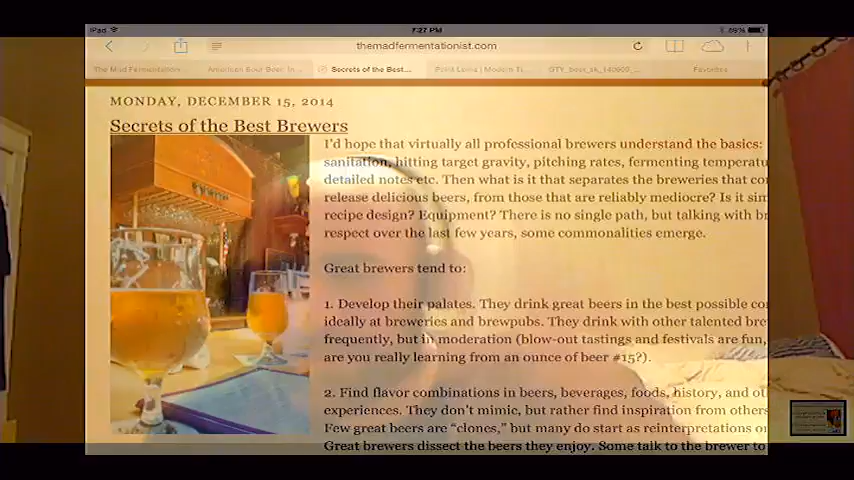 iPad
7:27 PM
89%
themadfermentationist.com
The Mad Fermentation
American Sour Beer: In...
Secrets of the Best...
Point Loma | Modern Ti...
GTY_beer_sk_140903_...
Favorites
MONDAY, DECEMBER 15, 2014
Secrets of the Best Brewers
I'd hope that virtually all professional brewers understand the basics:
sanitation, hitting target gravity, pitching rates, fermenting temperatu
detailed notes etc. Then what is it that separates the breweries that co
release delicious beers, from those that are reliably mediocre? Is it sim
recipe design? Equipment? There is no single path, but talking with br
respect over the last few years, some commonalities emerge.
Great brewers tend to:
1. Develop their palates. They drink great beers in the best possible co
ideally at breweries and brewpubs. They drink with other talented bre
frequently, but in moderation (blow-out tastings and festivals are fun,
are you really learning from an ounce of beer #15?).
2. Find flavor combinations in beers, beverages, foods, history, and ot
experiences. They don't mimic, but rather find inspiration from others
Few great beers are “clones,” but many do start as reinterpretations o
Great brewers dissect the beers they enjoy. Some talk to the brewer to